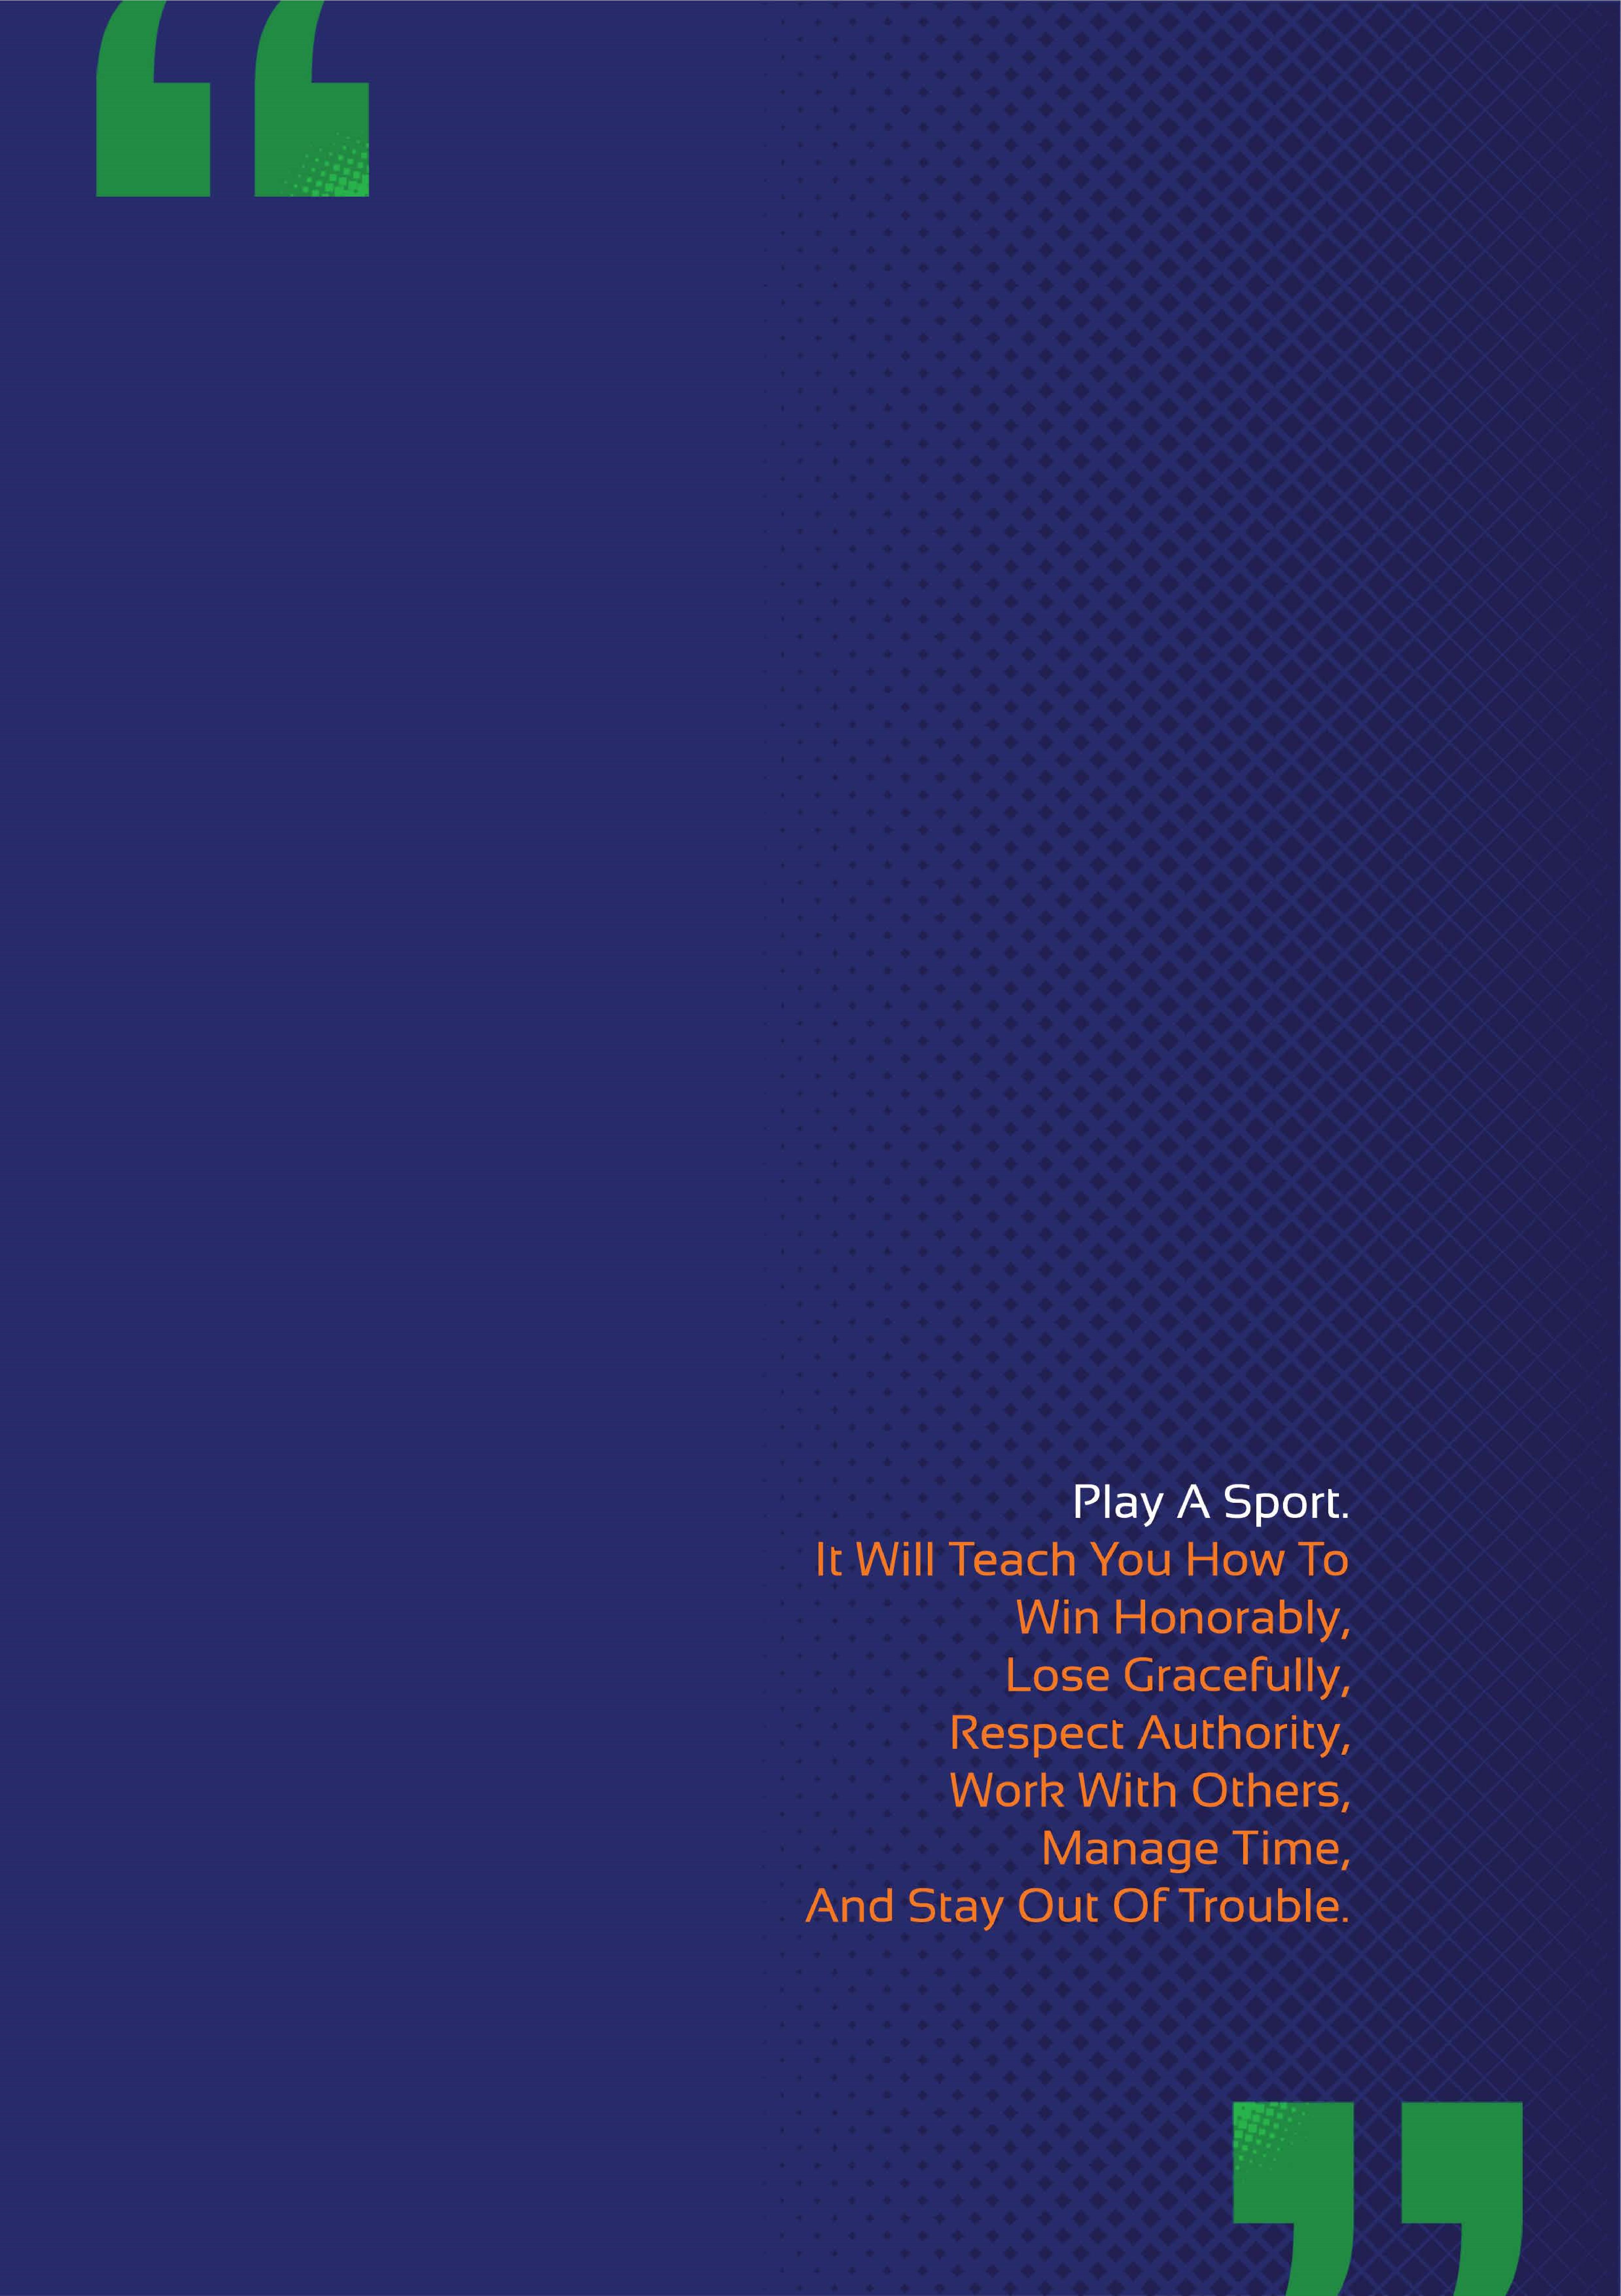 “
Play A Sport.
It Will Teach You How To
Win Honorably,
Lose Gracefully,
Respect Authority,
Work With Others,
Manage Time,
And Stay Out Of Trouble.
”